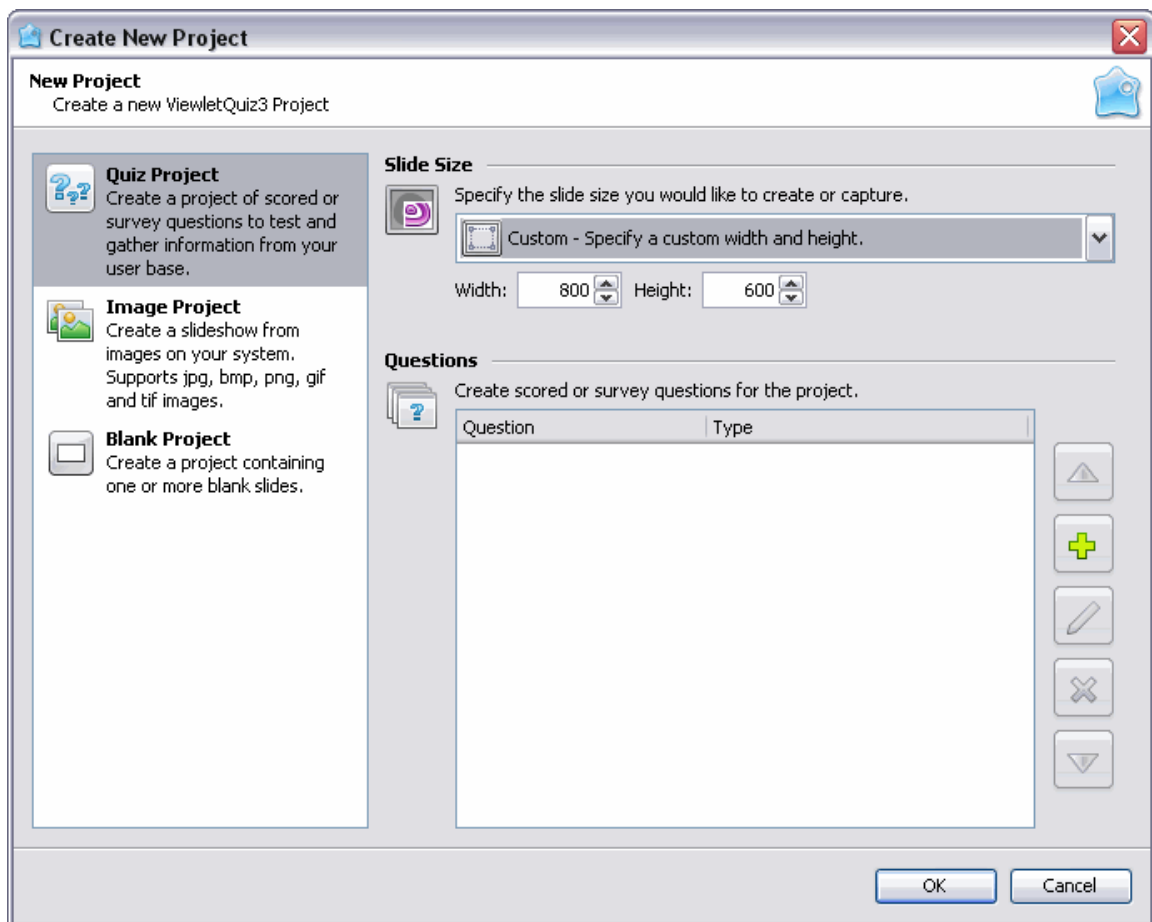 Create New Project
New Project
Create a new ViewletQuiz3 Project
Quiz Project
Create a project of scored or
survey questions to test and
gather information from your
user base.
Image Project
Create a slideshow from
images on your system.
Supports jpg, bmp, png, gif
and tif images.
Blank Project
Create a project containing
one or more blank slides.
Slide Size
Specify the slide size you would like to create or capture.
Custom - Specify a custom width and height.
Width: 800 Height: 600
Questions
Create scored or survey questions for the project.
Question Type
OK Cancel